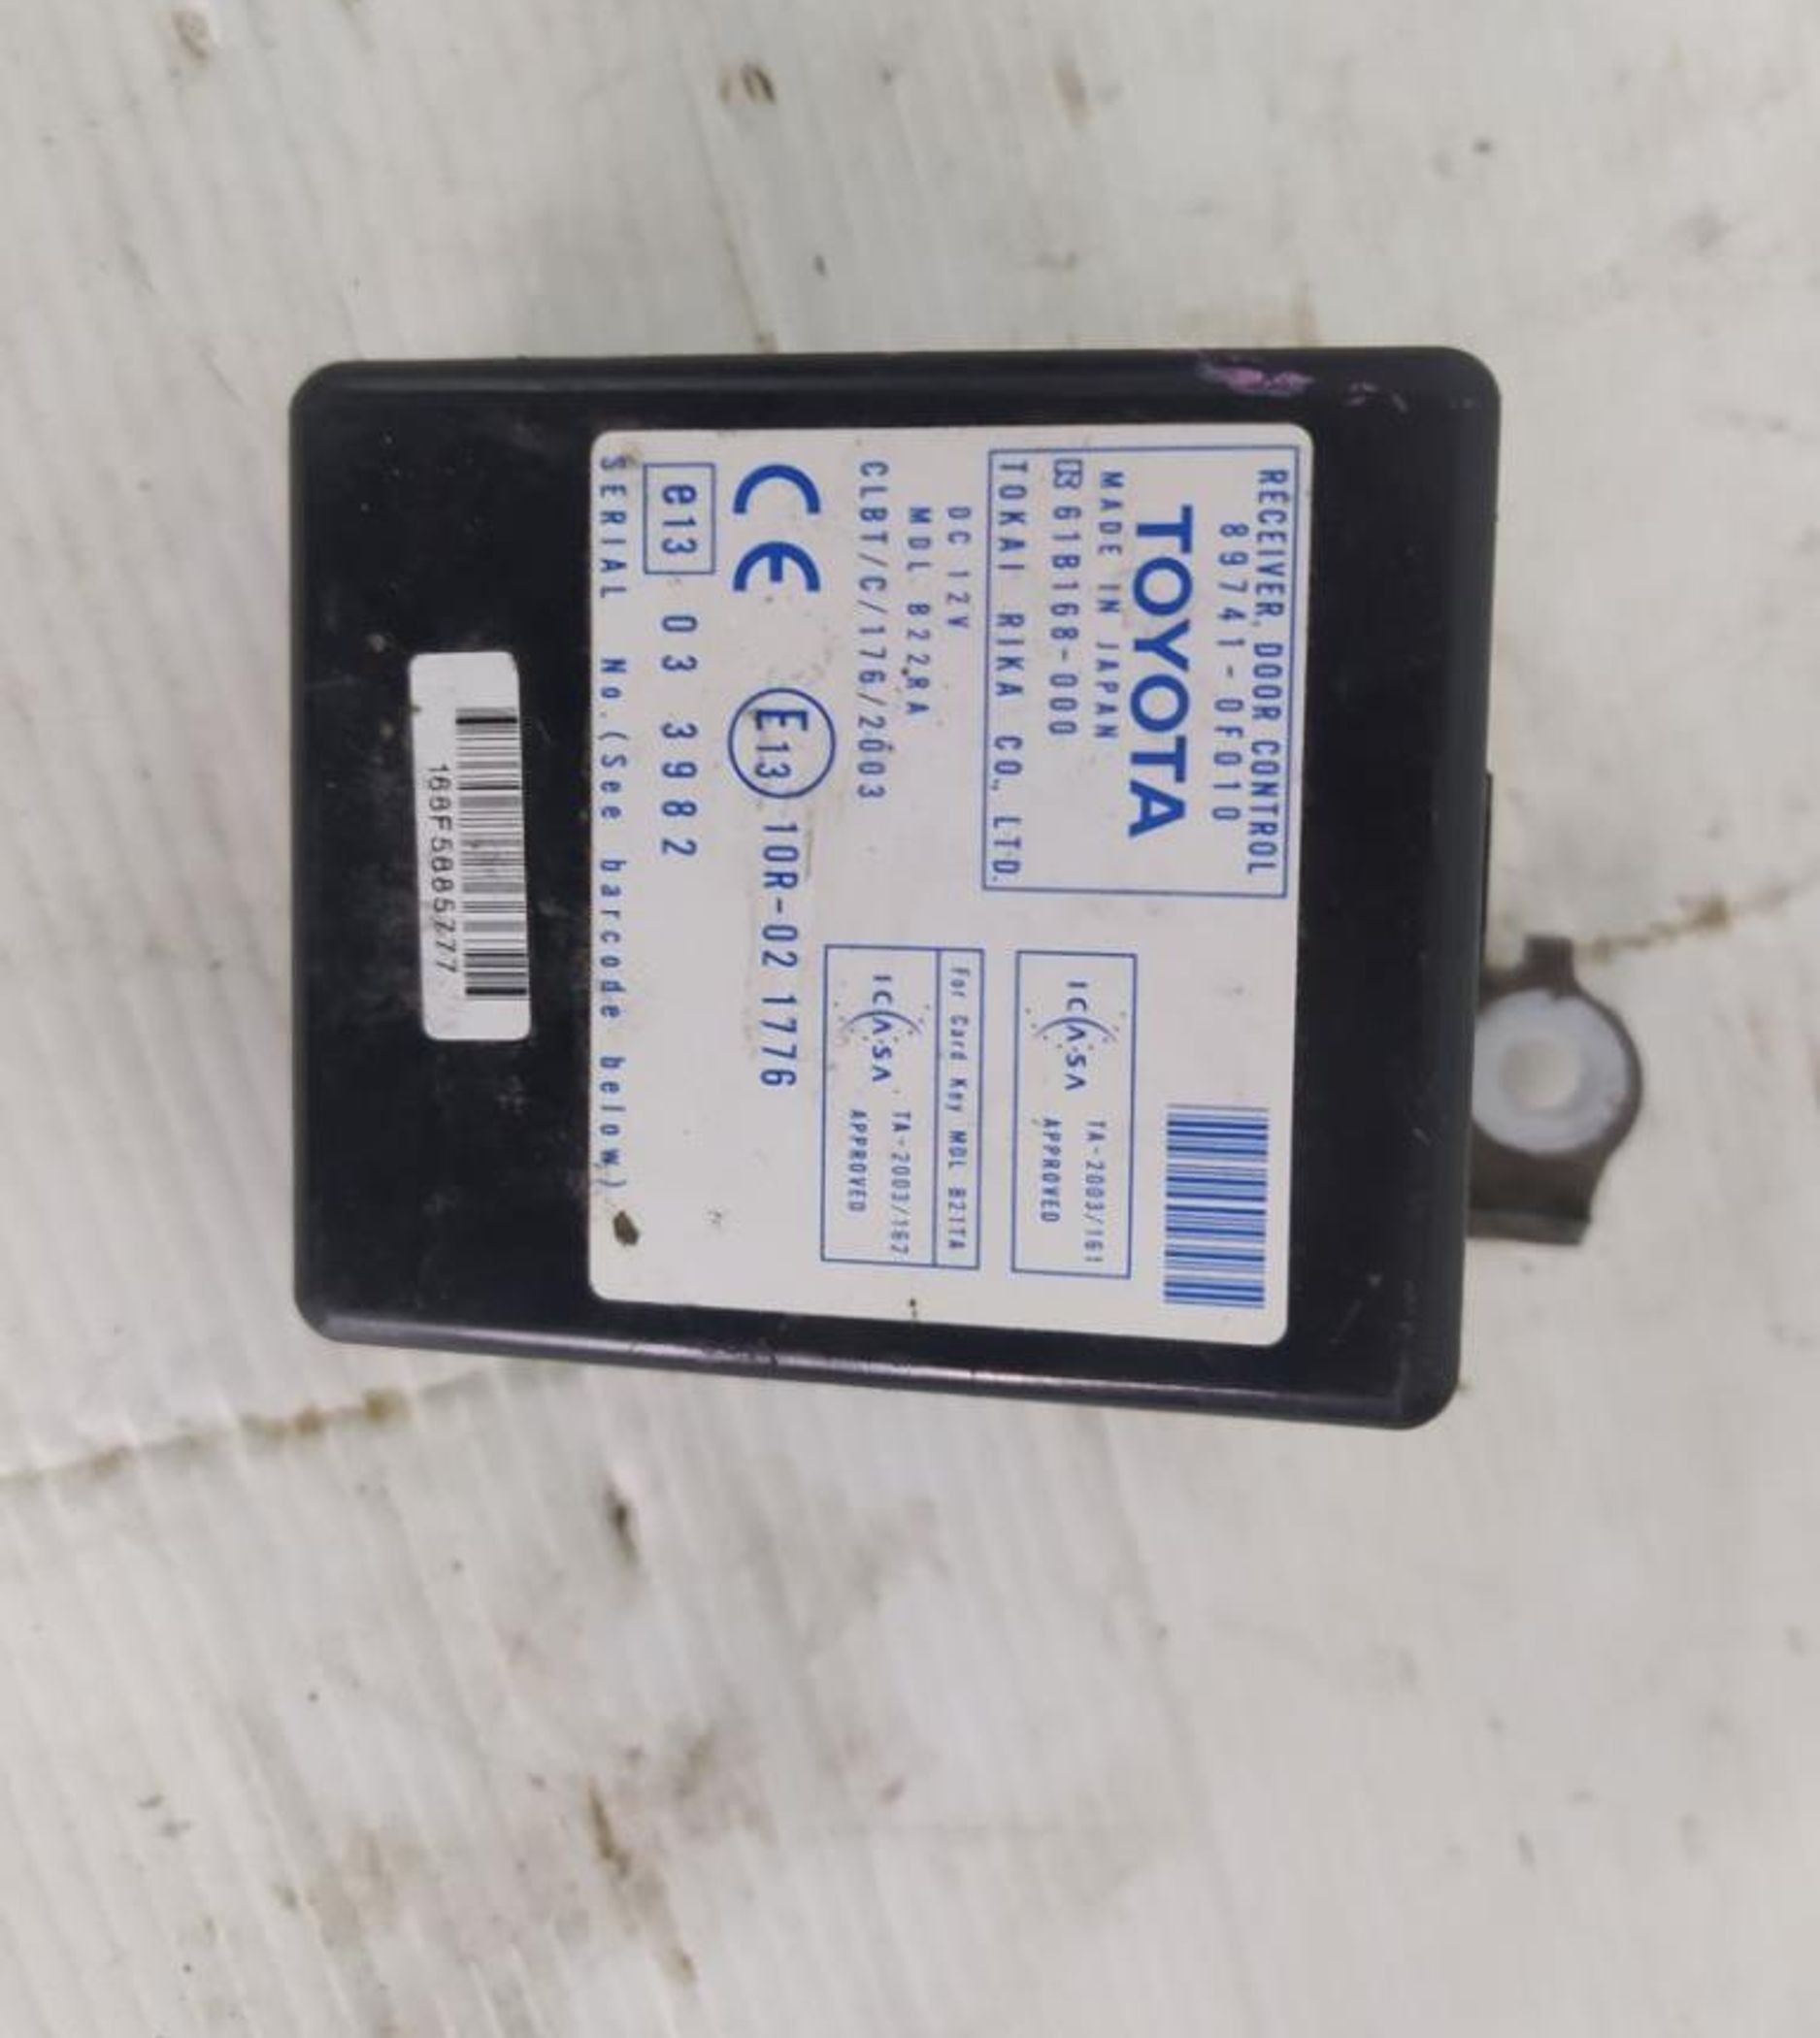 RECEIVER, DOOR CONTROL
89741-0F010
TOYOTA
MADE IN JAPAN
61B168-000
TOKAI RIKA CO., LTD.
DC 12V
MDL B22RA
CLBT/C/176/2003
CE
E13 10R-02 1776
e13 03 3982
SERIAL No.(See barcode below)
ICASA
TA-2003/161
APPROVED
For Card Key MDL B21TA
ICASA
TA-2003/167
APPROVED